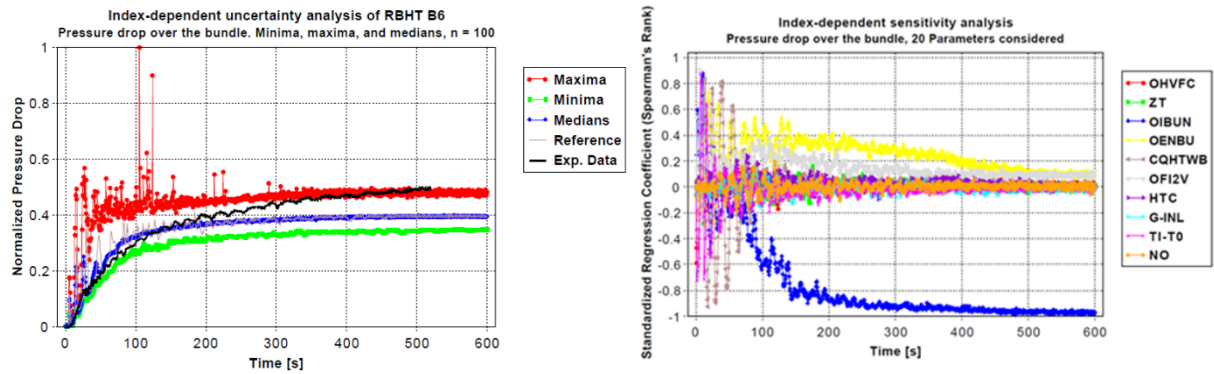 Index-dependent uncertainty analysis of RBHT B6
Pressure drop over the bundle. Minima, maxima, and medians, n = 100
Normalized Pressure Drop
1
0.8
0.6
0.4
0.2
0
0
100
200
300
400
500
600
Time [s]
Maxima
Minima
Medians
Reference
Exp. Data
Index-dependent sensitivity analysis
Pressure drop over the bundle, 20 Parameters considered
Standardized Regression Coefficient (Spearman's Rank)
1
0.8
0.6
0.4
0.2
0
-0.2
-0.4
-0.6
-0.8
-1
0
100
200
300
400
500
600
Time [s]
OHVFC
ZT
OIBUN
OENBU
CQHTWB
OFI2V
HTC
G-INL
TI-T0
NO